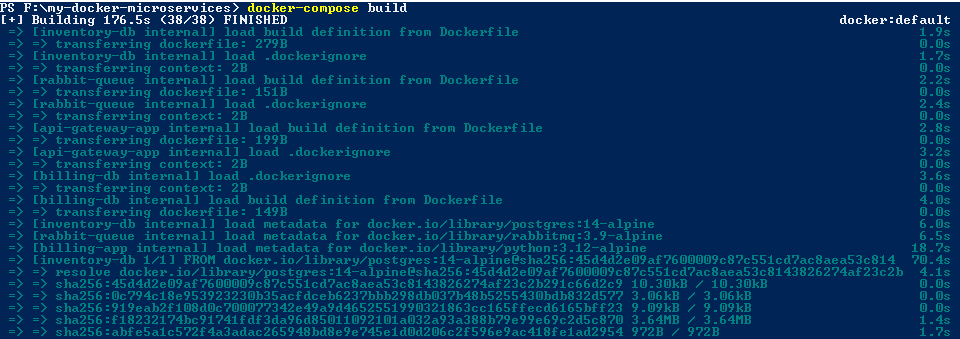 PS F:\my-docker-microservices> docker-compose build
[+] Building 176.5s (38/38) FINISHED docker:default
=> [inventory-db internal] load build definition from Dockerfile 1.9s
=> => transferring dockerfile: 279B 0.0s
=> [inventory-db internal] load .dockerignore 1.7s
=> => transferring context: 2B 0.0s
=> [rabbit-queue internal] load build definition from Dockerfile 2.2s
=> => transferring dockerfile: 151B 0.0s
=> [rabbit-queue internal] load .dockerignore 2.4s
=> => transferring context: 2B 0.0s
=> [api-gateway-app internal] load build definition from Dockerfile 2.8s
=> => transferring dockerfile: 199B 0.0s
=> [api-gateway-app internal] load .dockerignore 3.2s
=> => transferring context: 2B 0.0s
=> [billing-db internal] load .dockerignore 3.6s
=> => transferring context: 2B 0.0s
=> [billing-db internal] load build definition from Dockerfile 4.0s
=> => transferring dockerfile: 149B 0.0s
=> [inventory-db internal] load metadata for docker.io/library/postgres:14-alpine 6.0s
=> [rabbit-queue internal] load metadata for docker.io/library/rabbitmq:3.9-alpine 6.5s
=> [billing-app internal] load metadata for docker.io/library/python:3.12-alpine 18.7s
=> [inventory-db 1/1] FROM docker.io/library/postgres:14-alpine@sha256:45d4d2e09af7600009c87c551cd7ac8aea53c814 70.4s
=> => resolve docker.io/library/postgres:14-alpine@sha256:45d4d2e09af7600009c87c551cd7ac8aea53c8143826274af23c2b 4.1s
=> => sha256:45d4d2e09af7600009c87c551cd7ac8aea53c8143826274af23c2b291c66d2c9 10.30kB / 10.30kB 0.0s
=> => sha256:0c794c18e953923230b35acfdceb6237bbb298db037b48b5255430bdb832d577 3.06kB / 3.06kB 0.0s
=> => sha256:919eab2f108d0c700077342e49a9d4652551990321863cc165ffecd6165bff23 9.09kB / 9.09kB 0.0s
=> => sha256:f18232174bc91741fdf3da96d85011092101a032a93a388b79e99e69c2d5c870 3.64MB / 3.64MB 1.4s
=> => sha256:abfe5a1c572f4a3adac265948bd8e9e745e1d0d206c2f596e9ac418fe1ad2954 972B / 972B 1.7s